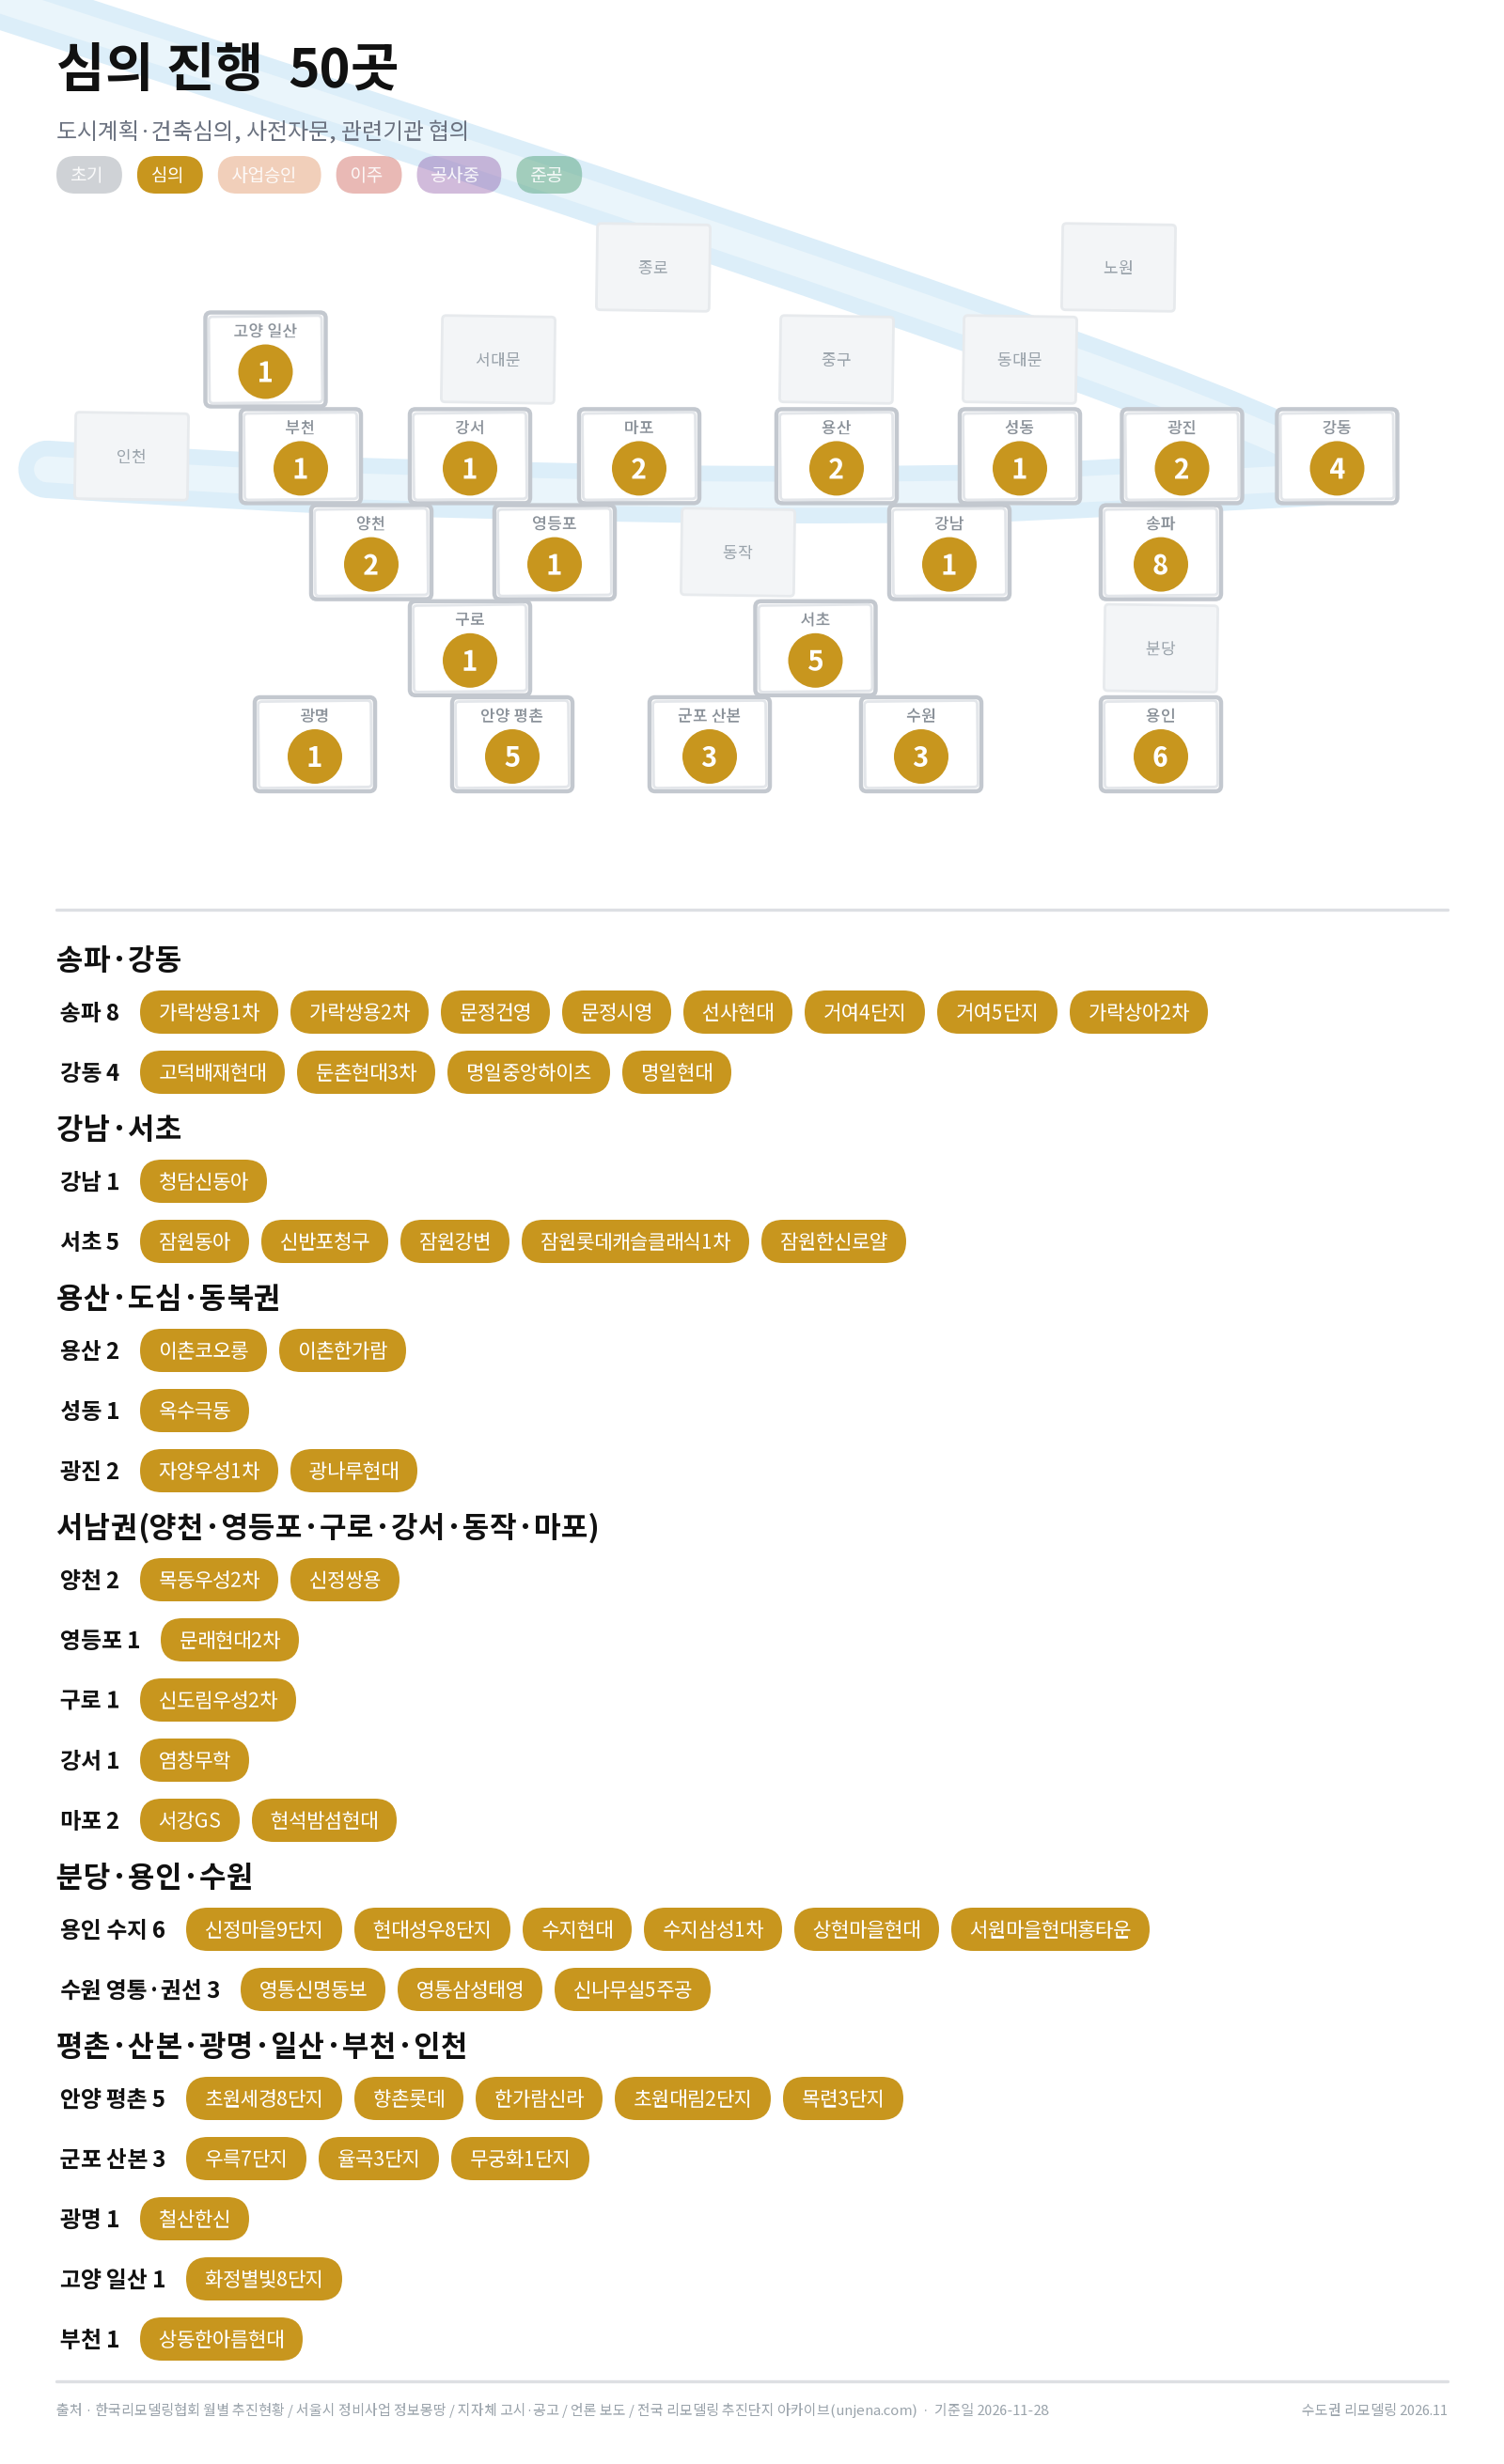 심의 진행 50곳
도시계획·건축심의, 사전자문, 관련기관 협의
초기 심의 사업승인 이주 공사중 준공
종로 노원
고양 일산 서대문 중구 동대문
1
인천 부천 강서 마포 용산 성동 광진 강동
1 1 2 2 1 2 4
양천 영등포 동작 강남 송파
2 1 1 8
구로 서초 분당
1 5
광명 안양 평촌 군포 산본 수원 용인
1 5 3 3 6
송파·강동
송파 8 가락쌍용1차 가락쌍용2차 문정건영 문정시영 선사현대 거여4단지 거여5단지 가락상아2차
강동 4 고덕배재현대 둔촌현대3차 명일중앙하이츠 명일현대
강남·서초
강남 1 청담신동아
서초 5 잠원동아 신반포청구 잠원강변 잠원롯데캐슬클래식1차 잠원한신로얄
용산·도심·동북권
용산 2 이촌코오롱 이촌한가람
성동 1 옥수극동
광진 2 자양우성1차 광나루현대
서남권(양천·영등포·구로·강서·동작·마포)
양천 2 목동우성2차 신정쌍용
영등포 1 문래현대2차
구로 1 신도림우성2차
강서 1 염창무학
마포 2 서강GS 현석밤섬현대
분당·용인·수원
용인 수지 6 신정마을9단지 현대성우8단지 수지현대 수지삼성1차 상현마을현대 서원마을현대홍타운
수원 영통·권선 3 영통신명동보 영통삼성태영 신나무실5주공
평촌·산본·광명·일산·부천·인천
안양 평촌 5 초원세경8단지 향촌롯데 한가람신라 초원대림2단지 목련3단지
군포 산본 3 우륵7단지 율곡3단지 무궁화1단지
광명 1 철산한신
고양 일산 1 화정별빛8단지
부천 1 상동한아름현대
출처 · 한국리모델링협회 월별 추진현황 / 서울시 정비사업 정보몽땅 / 지자체 고시·공고 / 언론 보도 / 전국 리모델링 추진단지 아카이브(unjena.com) · 기준일 2026-11-28
수도권 리모델링 2026.11